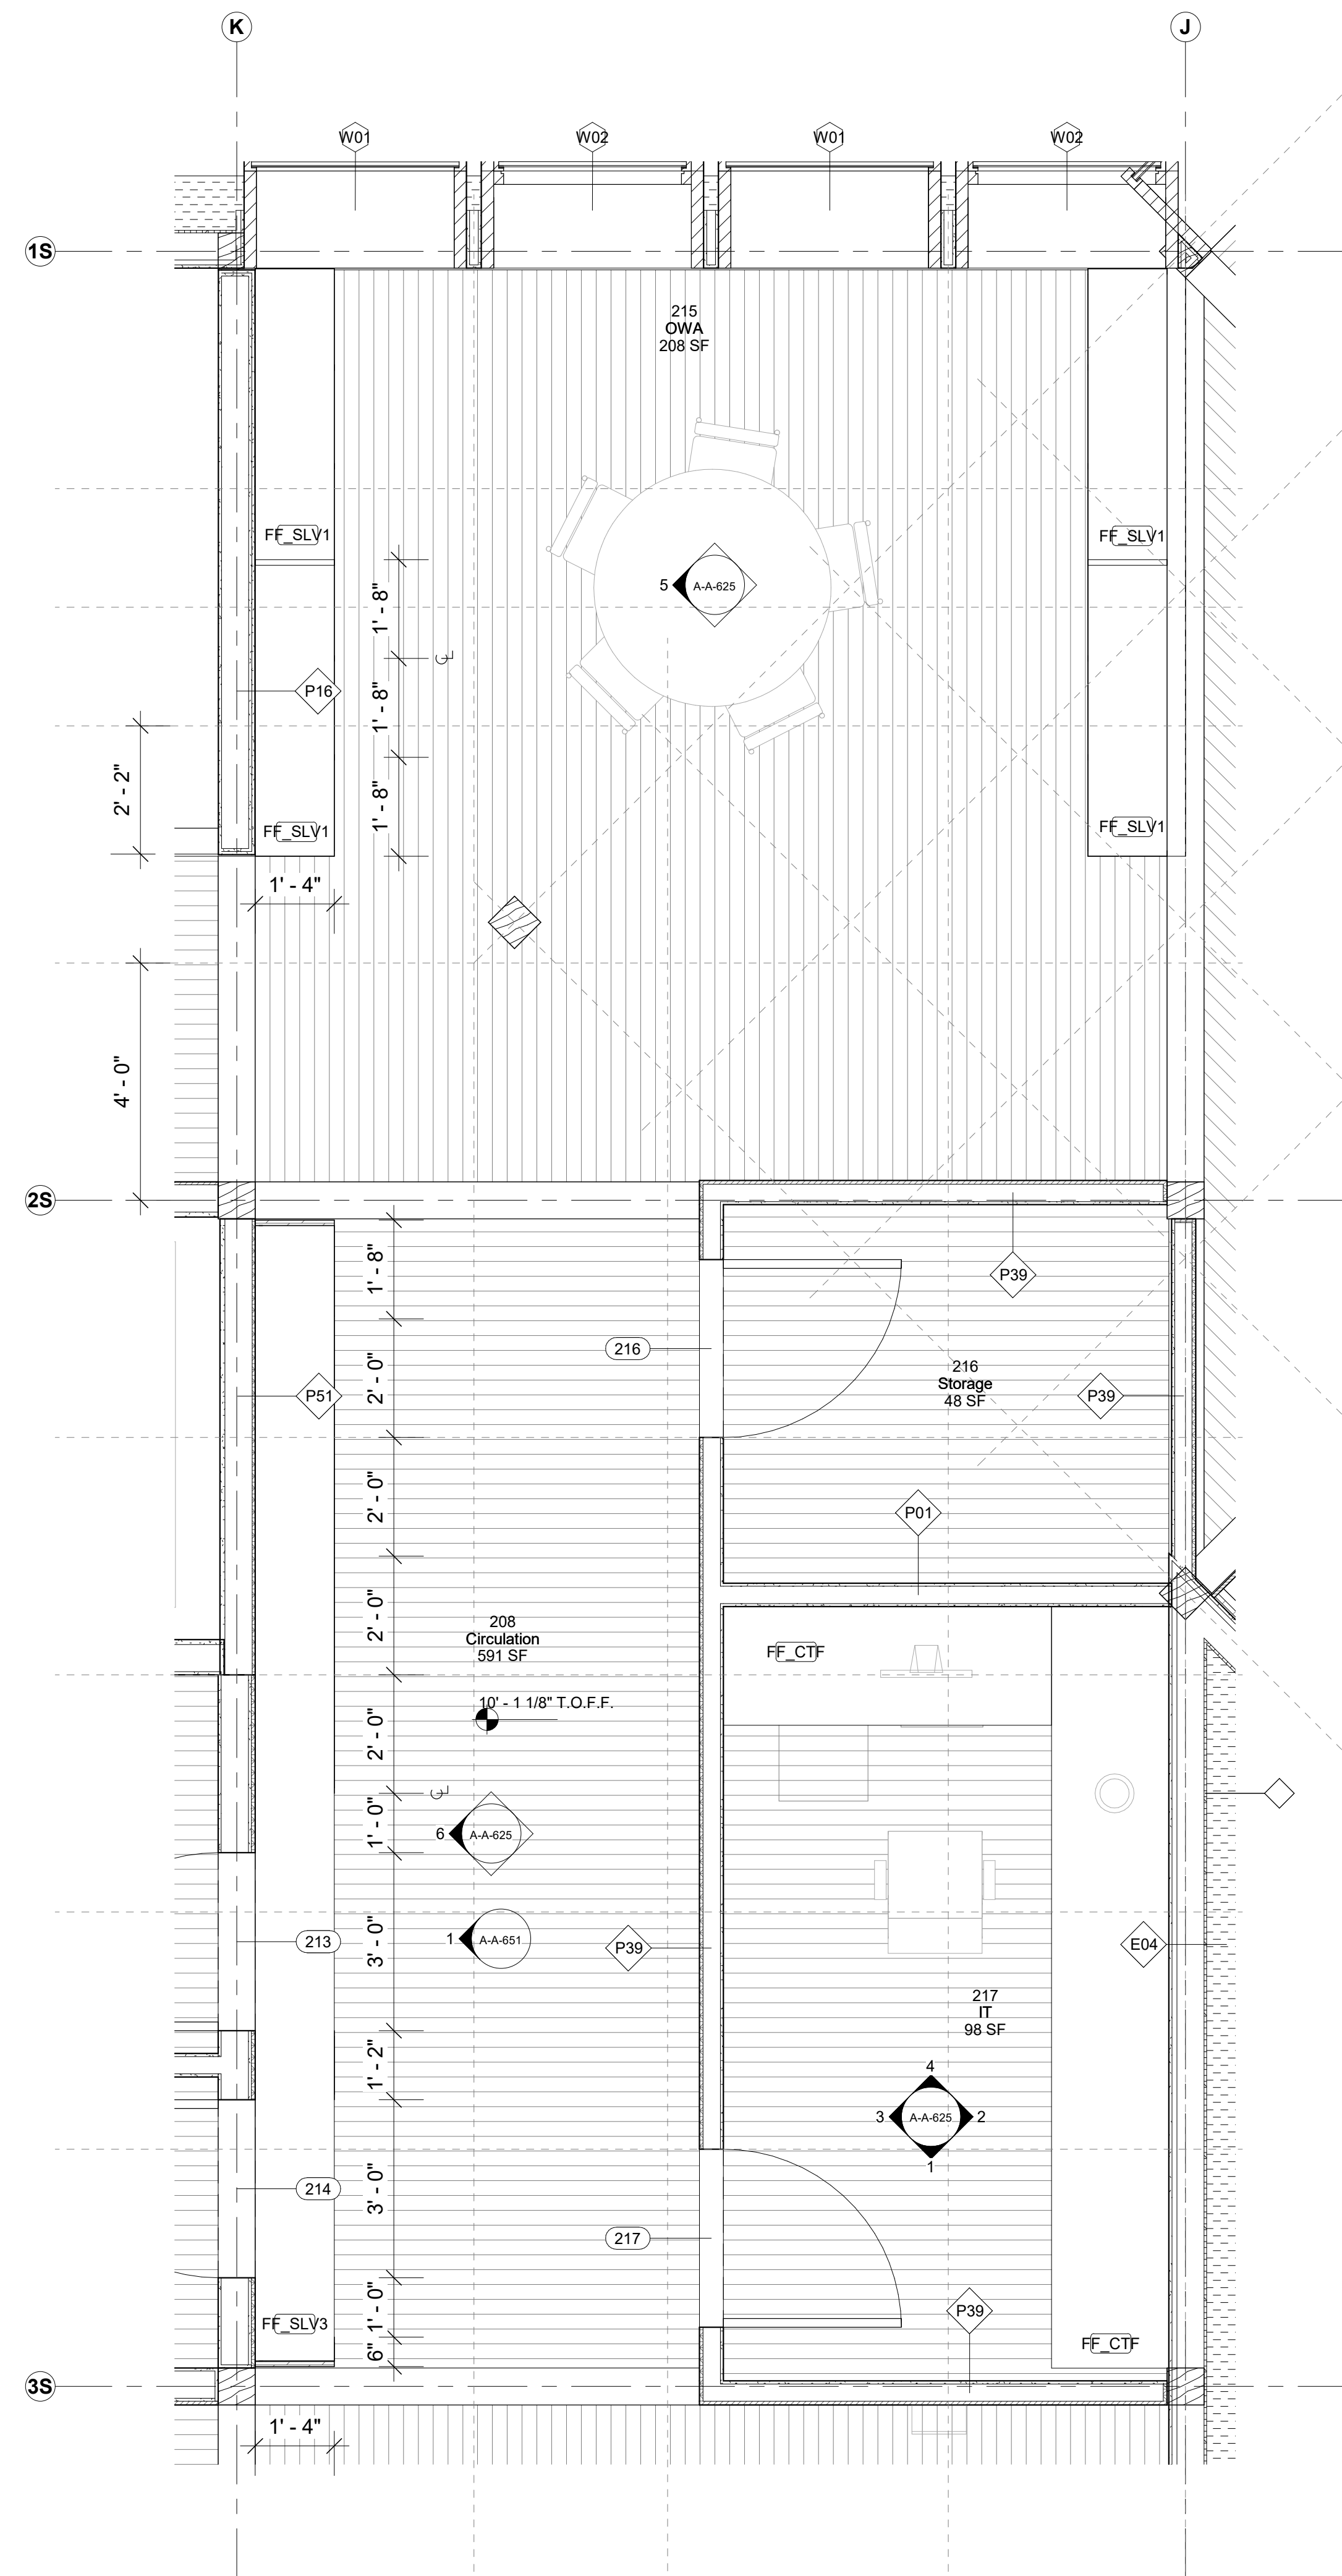 K
J
W01
W02
W01
W02
1S
215
OWA
208 SF
FF_SLV1
FF_SLV1
5
A-A-625
1' - 8"
P16
1' - 8"
2' - 2"
1' - 8"
FF_SLV1
FF_SLV1
1' - 4"
4' - 0"
2S
1' - 8"
P39
216
2' - 0"
216
Storage
48 SF
P51
P39
2' - 0"
P01
2' - 0"
208
Circulation
591 SF
FF_CTF
10' - 1 1/8" T.O.F.F.
2' - 0"
1' - 0"
6
A-A-625
213
3' - 0"
1
A-A-651
P39
E04
217
IT
98 SF
1' - 2"
4
3
A-A-625
2
1
214
3' - 0"
217
P39
FF_SLV3
1' - 0"
FF_CTF
6"
3S
1' - 4"